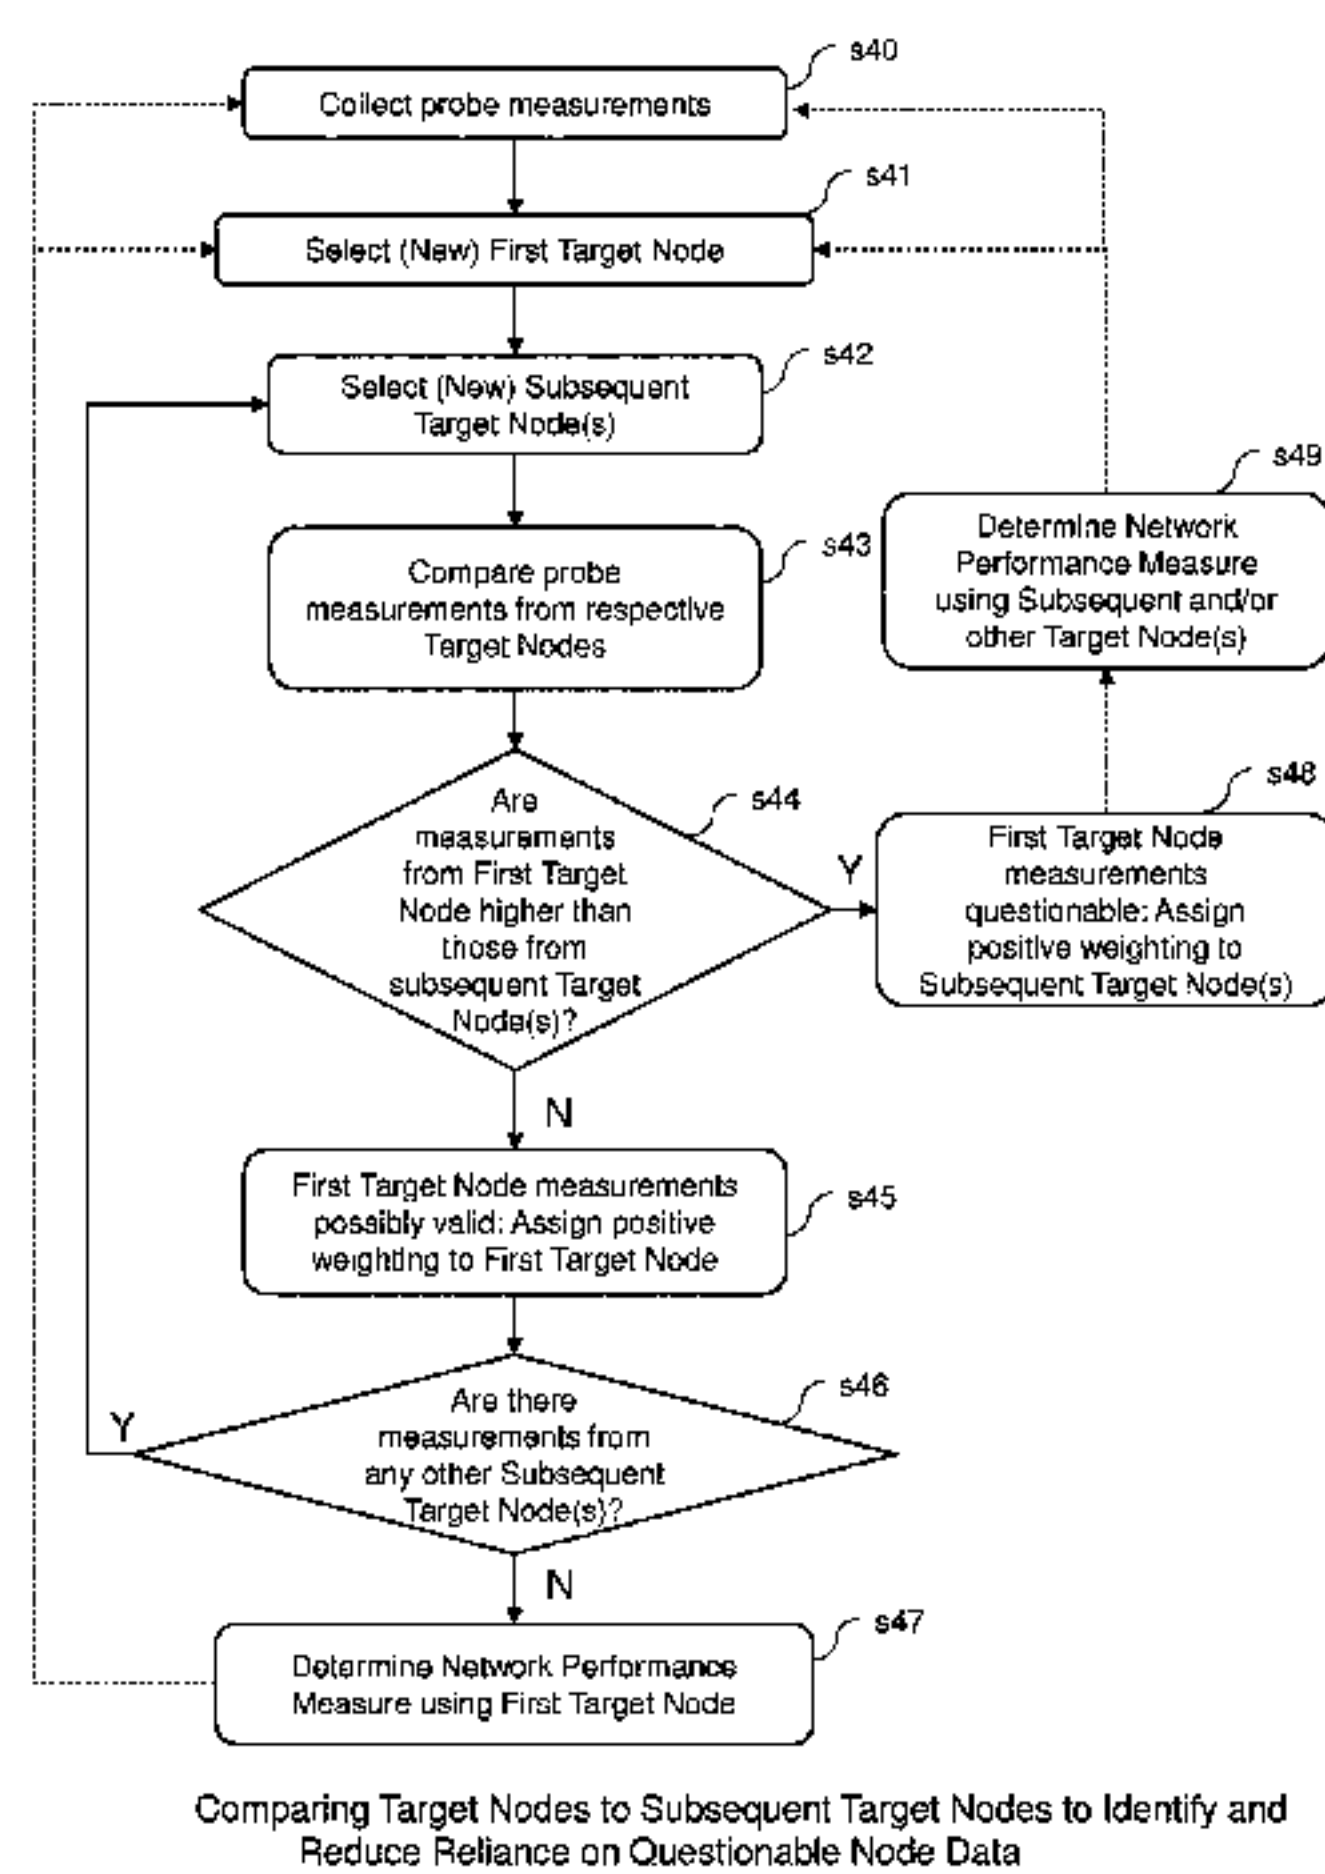 s40
Collect probe measurements
s41
Select (New) First Target Node
s42
Select (New) Subsequent
Target Node(s)
s43
Compare probe
measurements from respective
Target Nodes
s44
Are
measurements
from First Target
Node higher than
those from
subsequent Target
Node(s)?
Y
s48
First Target Node
measurements
questionable: Assign
positive weighting to
Subsequent Target Node(s)
s49
Determine Network
Performance Measure
using Subsequent and/or
other Target Node(s)
N
s45
First Target Node measurements
possibly valid: Assign positive
weighting to First Target Node
s46
Are there
measurements from
any other Subsequent
Target Node(s)?
Y
N
s47
Determine Network Performance
Measure using First Target Node
Comparing Target Nodes to Subsequent Target Nodes to Identify and
Reduce Reliance on Questionable Node Data